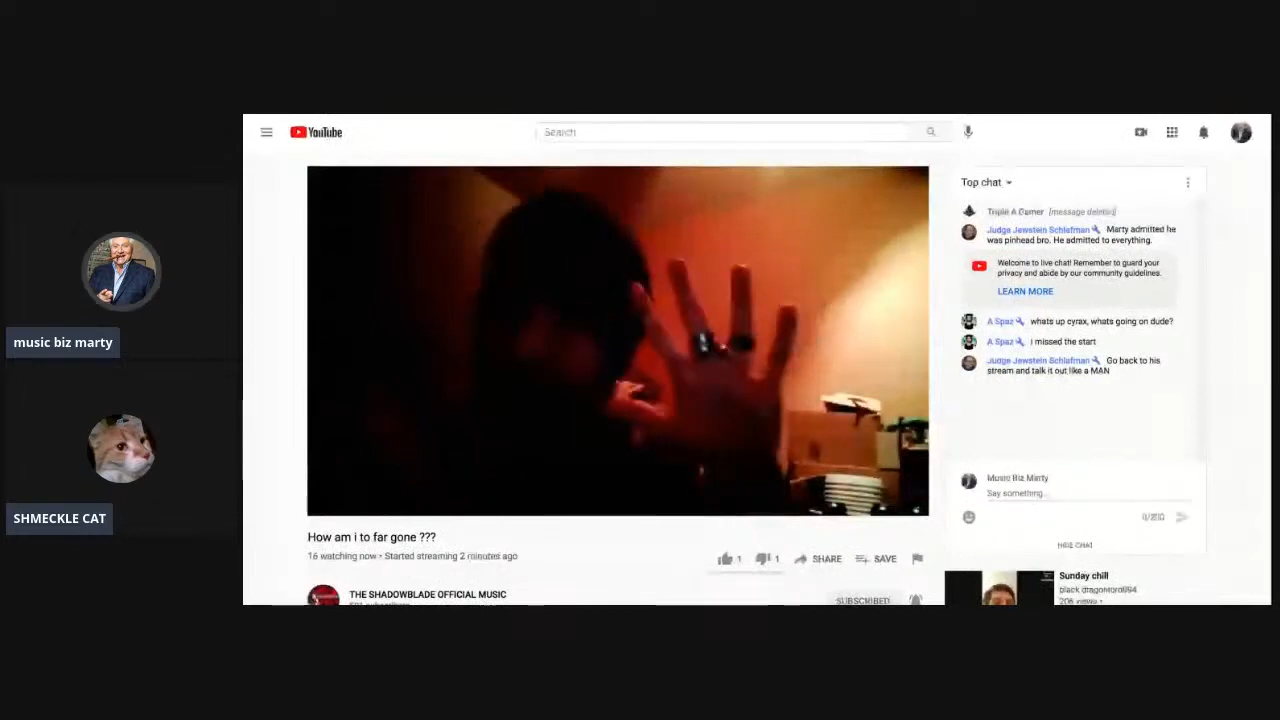 YouTube
Search
Top chat
Triple A Gamer [message deleted]
Judge Jewstein Schlafman Marty admitted he
was pinhead bro. He admitted to everything.
Welcome to live chat! Remember to guard your
privacy and abide by our community guidelines.
LEARN MORE
A Spaz whats up cyrax, whats going on dude?
A Spaz i missed the start
Judge Jewstein Schlafman Go back to his
stream and talk it out like a MAN
music biz marty
SHMECKLE CAT
Music Biz Marty
Say something...
0/200
HIDE CHAT
How am i to far gone ???
16 watching now • Started streaming 2 minutes ago
1
1
SHARE
SAVE
THE SHADOWBLADE OFFICIAL MUSIC
SUBSCRIBED
Sunday chill
206 views •